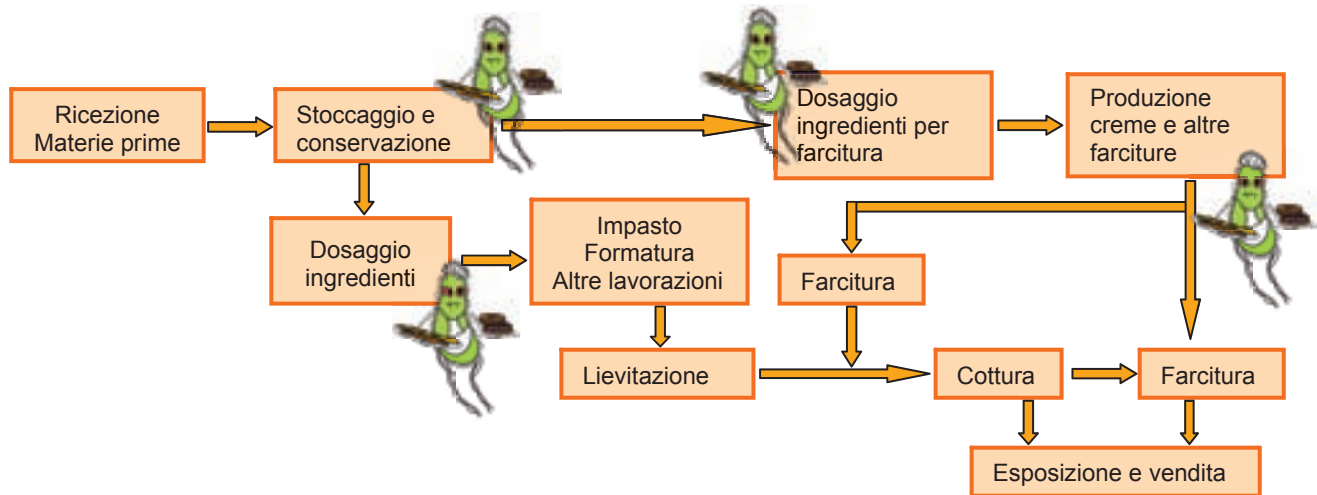 Ricezione
Materie prime
Stoccaggio e
conservazione
Dosaggio
ingredienti per
farcitura
Produzione
creme e altre
farciture
Dosaggio
ingredienti
Impasto
Formatura
Altre lavorazioni
Farcitura
Lievitazione
Cottura
Farcitura
Esposizione e vendita